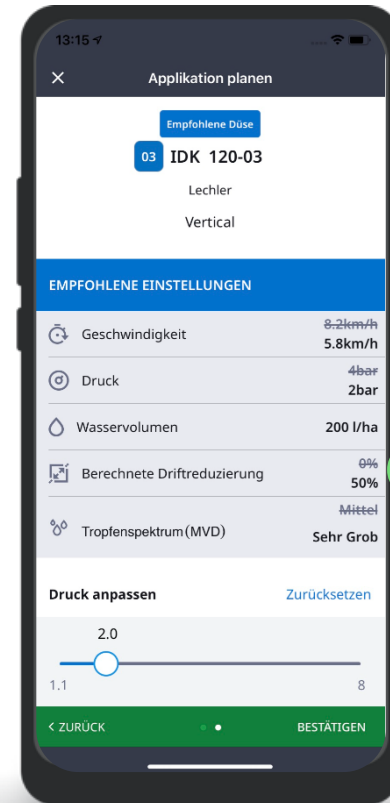 13:15
Applikation planen
Empfohlene Düse
03 IDK 120-03
Lechler
Vertical
EMPFOHLENE EINSTELLUNGEN
Geschwindigkeit 8.2km/h
5.8km/h
Druck 4bar
2bar
Wasservolumen 200 l/ha
Berechnete Driftreduzierung 0%
50%
Tropfenspektrum (MVD) Mittel
Sehr Grob
Druck anpassen Zurücksetzen
2.0
1.1 8
< ZURÜCK BESTÄTIGEN